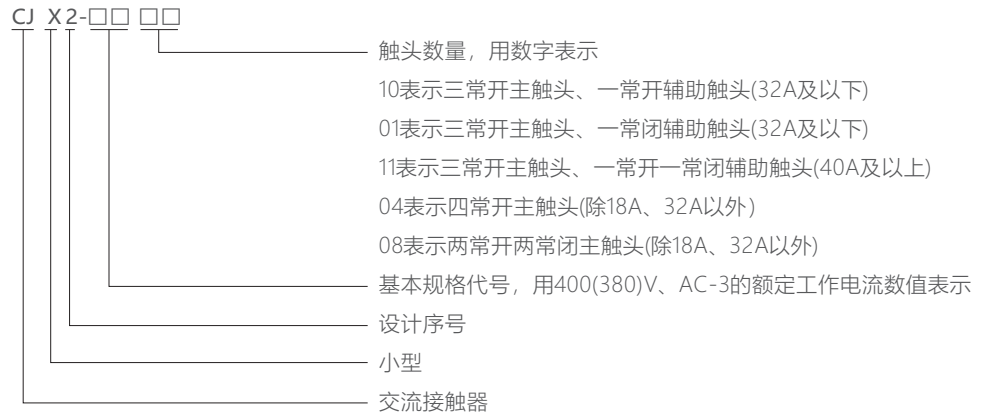 CJ X 2-□□ □□
触头数量，用数字表示
10表示三常开主触头、一常开辅助触头(32A及以下)
01表示三常开主触头、一常闭辅助触头(32A及以下)
11表示三常开主触头、一常开一常闭辅助触头(40A及以上)
04表示四常开主触头(除18A、32A以外）
08表示两常开两常闭主触头(除18A、32A以外)
基本规格代号，用400(380)V、AC-3的额定工作电流数值表示
设计序号
小型
交流接触器